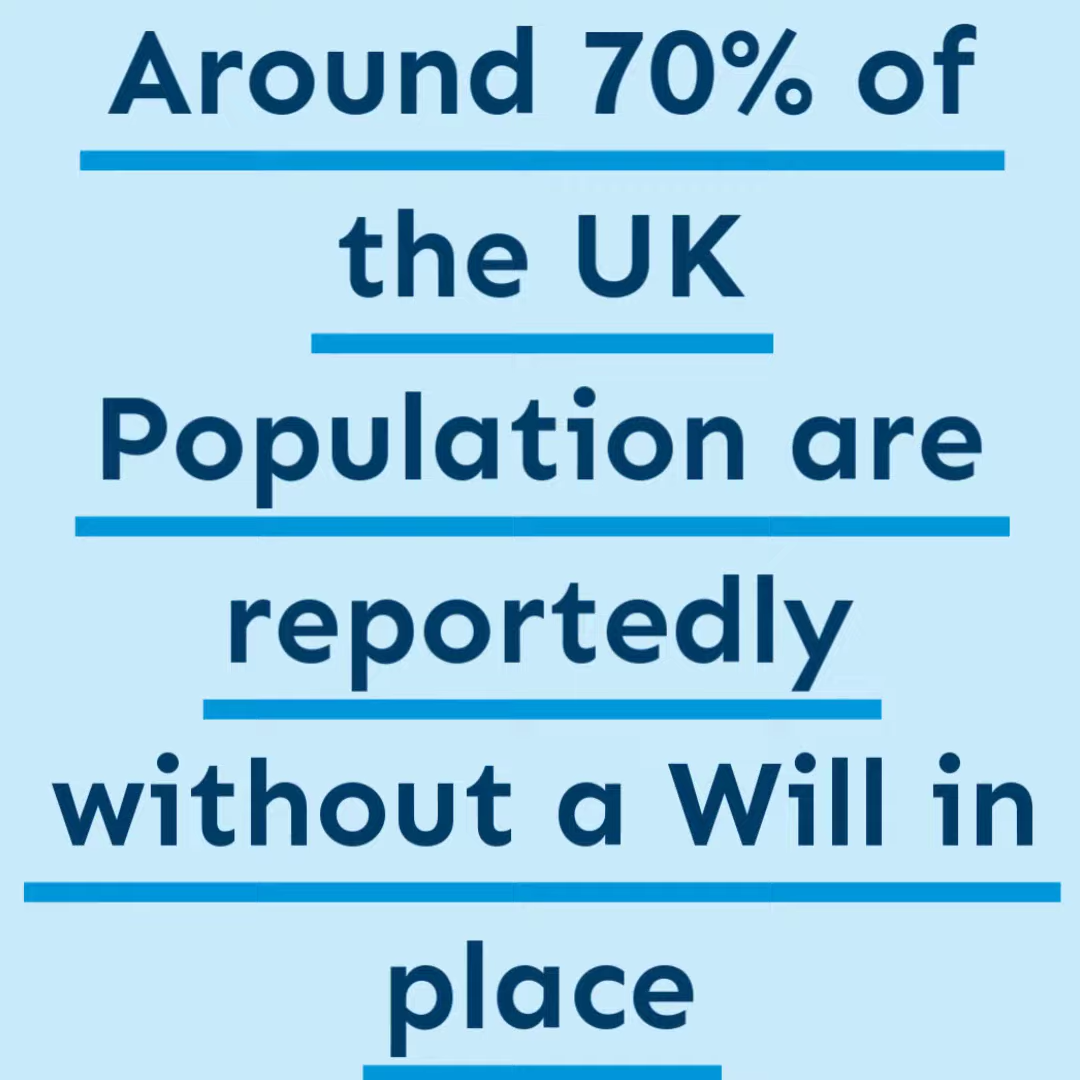 Around 70% of
the UK
Population are
reportedly
without a Will in
place